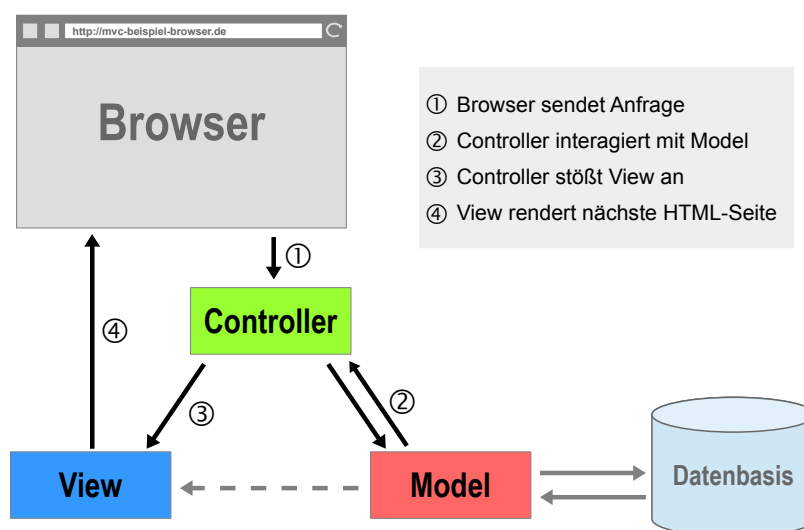 http://mvc-beispiel-browser.de
Browser
① Browser sendet Anfrage
② Controller interagiert mit Model
③ Controller stößt View an
④ View rendert nächste HTML-Seite
①
Controller
④
②
③
View
Model
Datenbasis